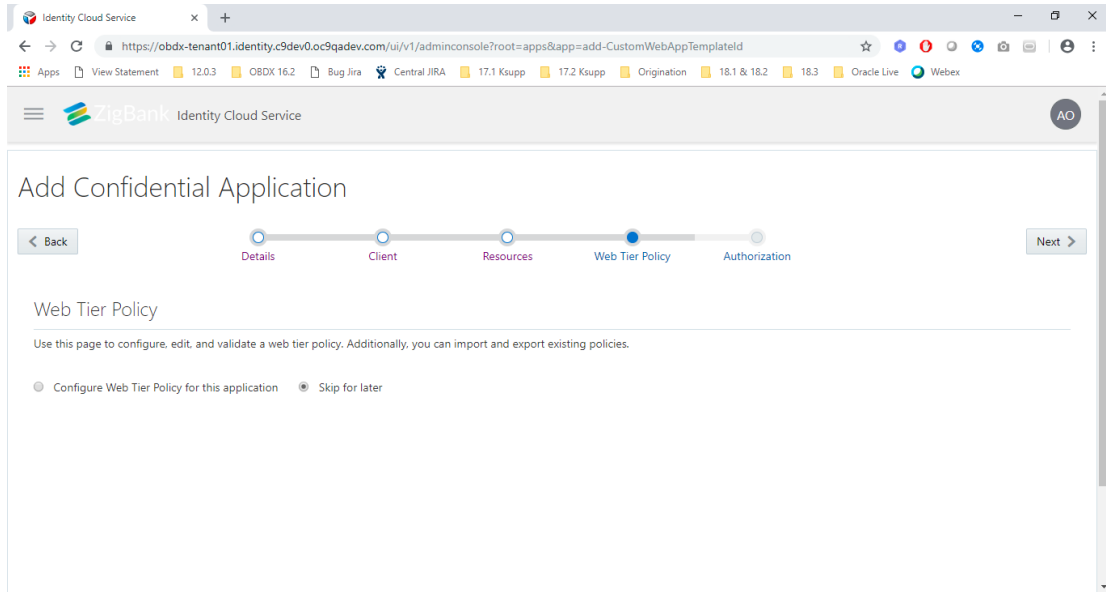 Identity Cloud Service
https://obdx-tenant01.identity.c9dev0.oc9qadev.com/ui/v1/adminconsole?root=apps&app=add-CustomWebAppTemplateId
Apps View Statement 12.0.3 OBDX 16.2 Bug Jira Central JIRA 17.1 Ksupp 17.2 Ksupp Origination 18.1 & 18.2 18.3 Oracle Live Webex
ZigBank Identity Cloud Service AO
Add Confidential Application
Back Next
Details Client Resources Web Tier Policy Authorization
Web Tier Policy
Use this page to configure, edit, and validate a web tier policy. Additionally, you can import and export existing policies.
Configure Web Tier Policy for this application Skip for later